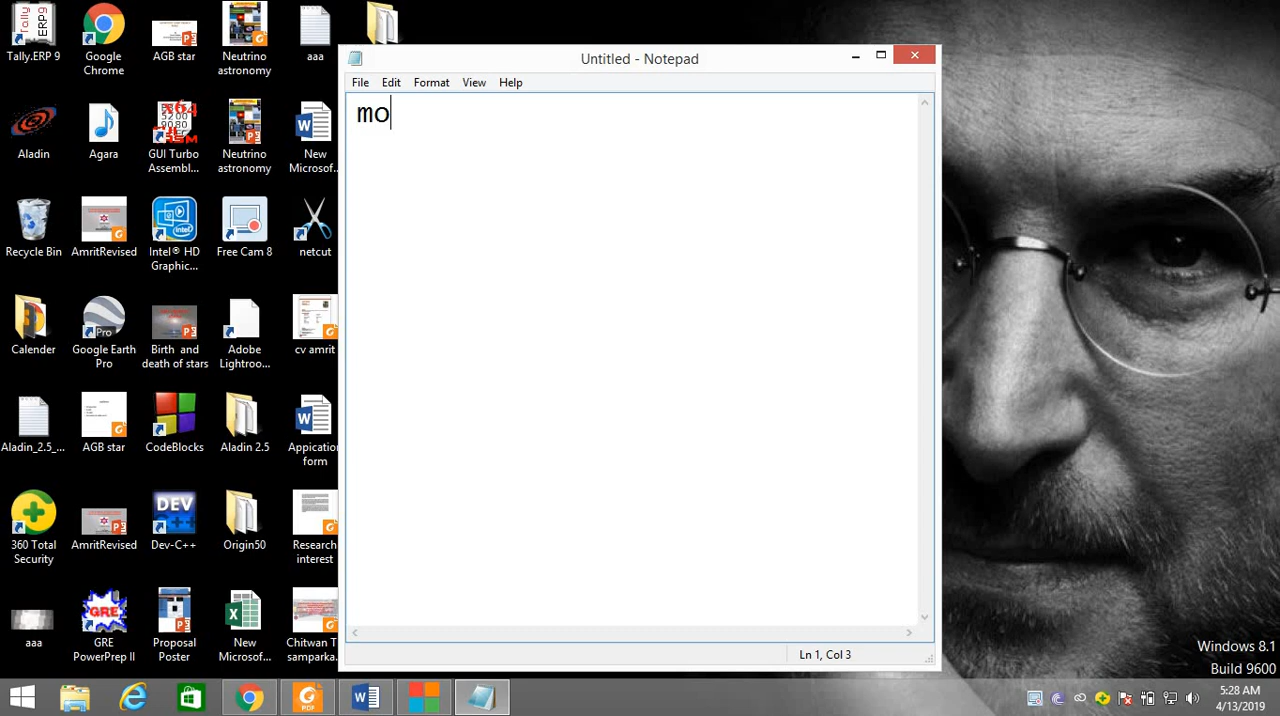 Tally.ERP 9
Google Chrome
AGB star
Neutrino astronomy
aaa
Untitled - Notepad
File Edit Format View Help
mo
Aladin
Agara
GUI Turbo Assembl...
Neutrino astronomy
New Microsof...
Recycle Bin
AmritRevised
Intel® HD Graphic...
Free Cam 8
netcut
Calender
Google Earth Pro
Birth and death of stars
Adobe Lightroo...
cv amrit
Aladin_2.5_...
AGB star
CodeBlocks
Aladin 2.5
Appication form
360 Total Security
AmritRevised
DEV
Dev-C++
Origin50
Research interest
aaa
GRE
GRE PowerPrep II
Proposal Poster
New Microsof...
Chitwan T samparka.
Ln 1, Col 3
Windows 8.1
Build 9600
PDF
5:28 AM
4/13/2019